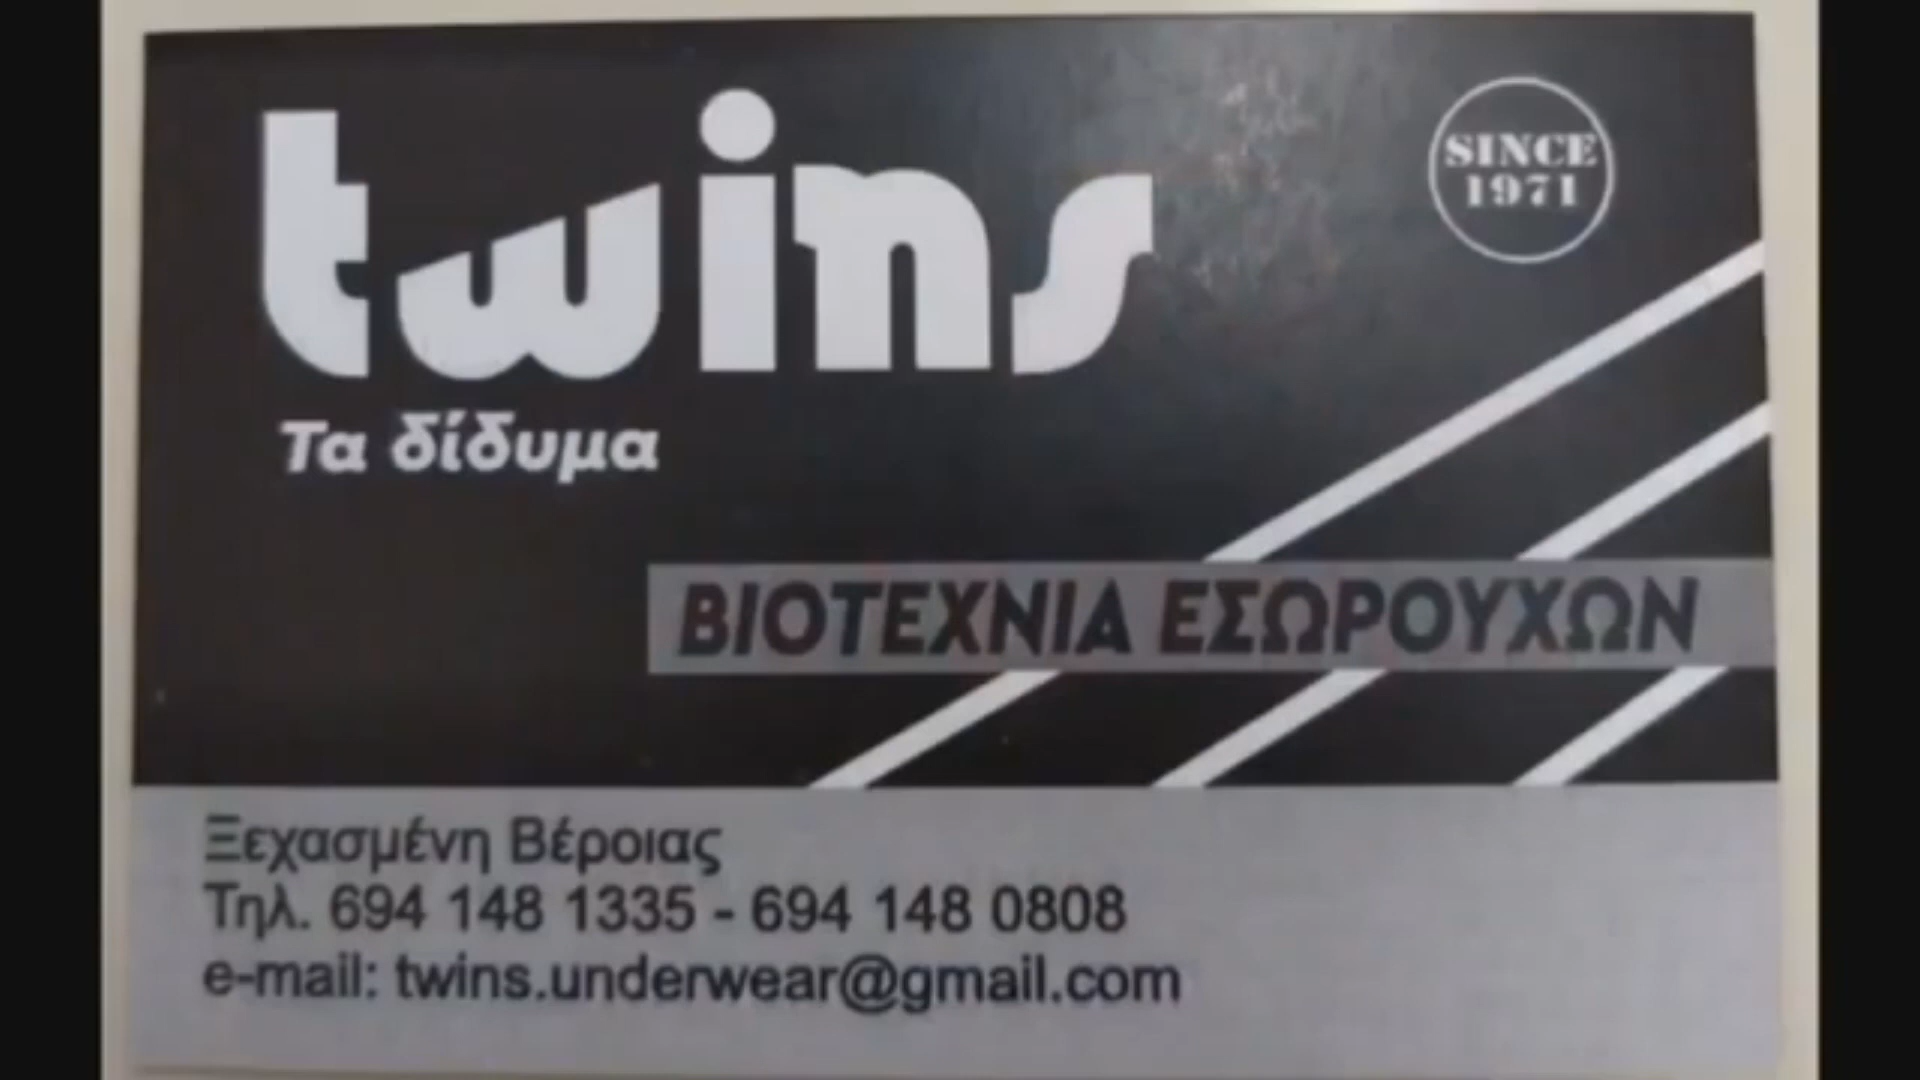 twins
SINCE
1971
Τα δίδυμα
ΒΙΟΤΕΧΝΙΑ ΕΣΩΡΟΥΧΩΝ
Ξεχασμένη Βέροιας
Τηλ. 694 148 1335 - 694 148 0808
e-mail: twins.underwear@gmail.com